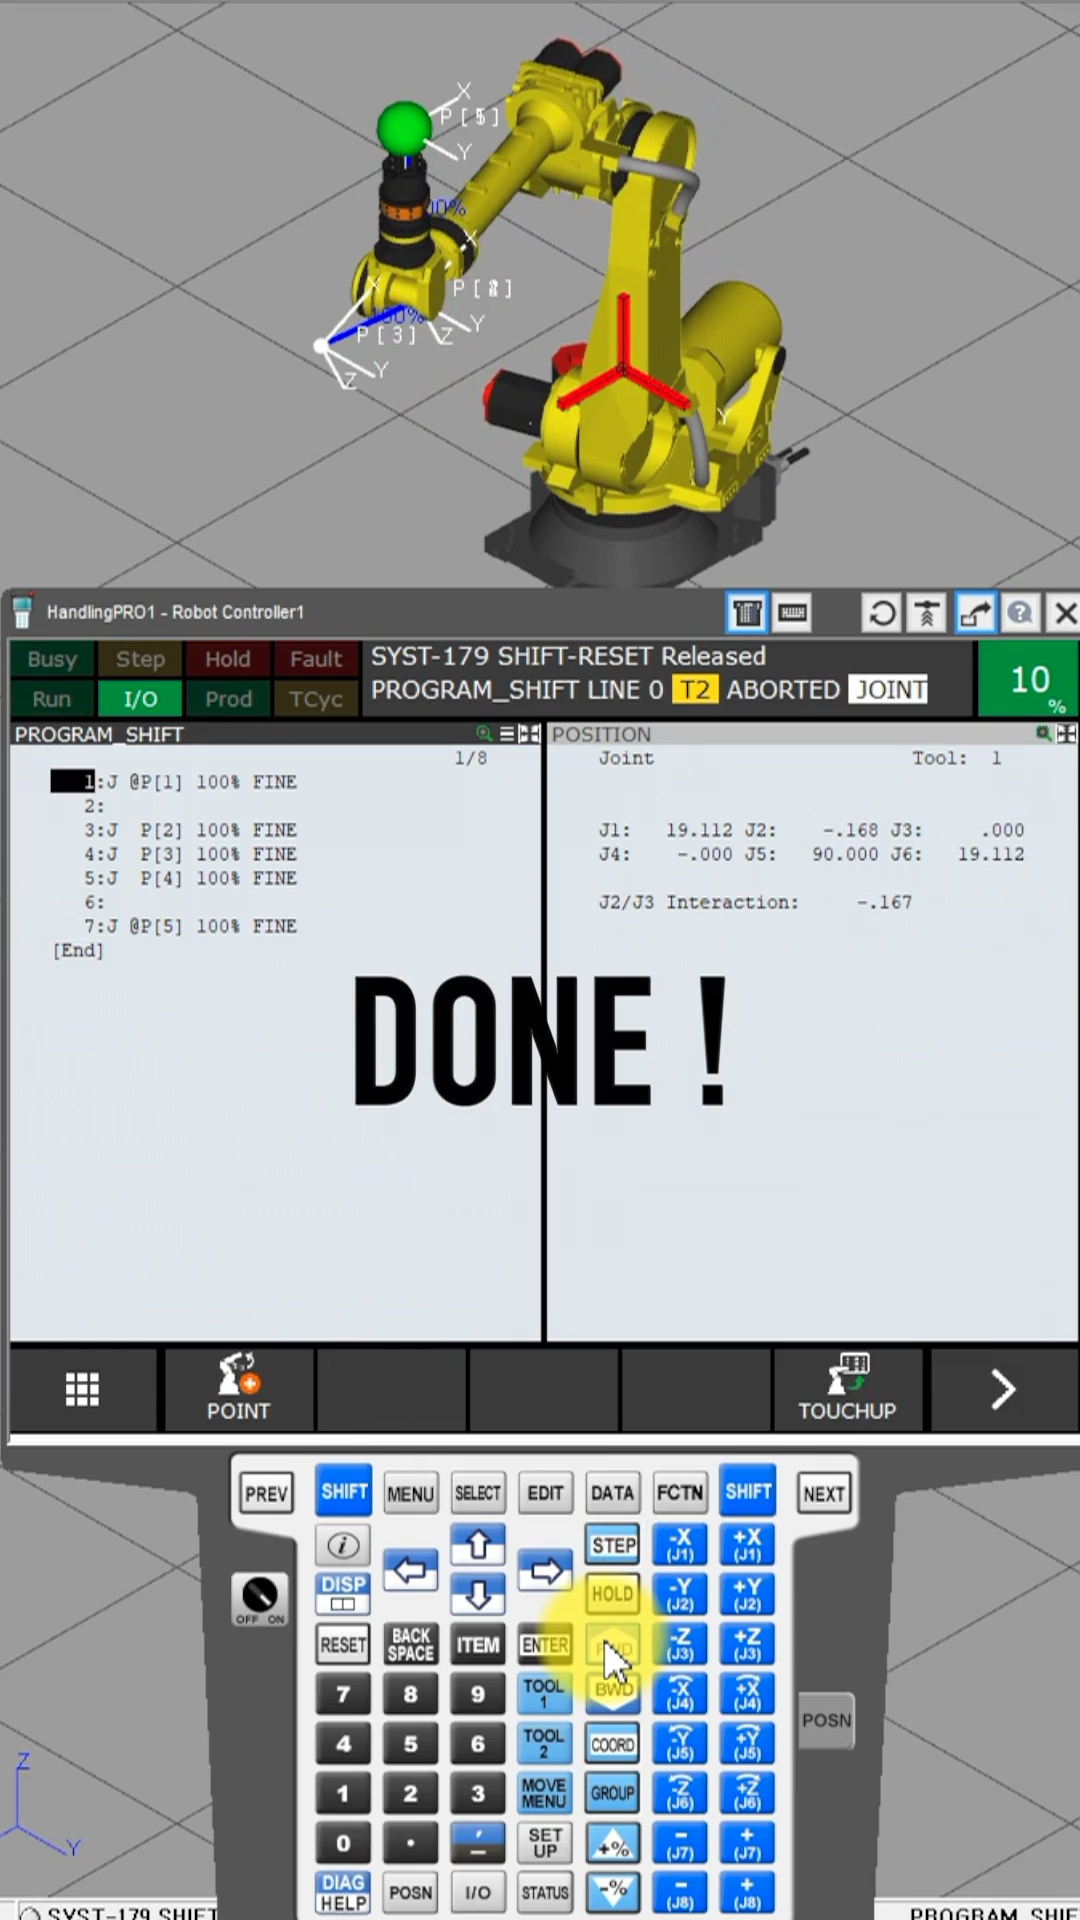 X
P[5]
Y
00%
X
P[2]
X
100%
Y
P[3]
Z
Y
Z
Y
HandlingPRO1 - Robot Controller1
Busy Step Hold Fault
Run I/O Prod TCyc
SYST-179 SHIFT-RESET Released
PROGRAM_SHIFT LINE 0 T2 ABORTED JOINT
10 %
PROGRAM_SHIFT
POSITION
1/8
Joint Tool: 1
1:J @P[1] 100% FINE
2:
3:J P[2] 100% FINE
4:J P[3] 100% FINE
5:J P[4] 100% FINE
6:
7:J @P[5] 100% FINE
[End]
J1: 19.112 J2: -.168 J3: .000
J4: -.000 J5: 90.000 J6: 19.112
J2/J3 Interaction: -.167
DONE !
POINT
TOUCHUP
PREV SHIFT MENU SELECT EDIT DATA FCTN SHIFT NEXT
i STEP -X (J1) +X (J1)
DISP HOLD -Y (J2) +Y (J2)
OFF ON
RESET BACK SPACE ITEM ENTER FWD -Z (J3) +Z (J3)
7 8 9 TOOL 1 BWD -X (J4) +X (J4)
POSN
4 5 6 TOOL 2 COORD -Y (J5) +Y (J5)
1 2 3 MOVE MENU GROUP -Z (J6) +Z (J6)
0 . , - SET UP +% - (J7) + (J7)
DIAG HELP POSN I/O STATUS -% - (J8) + (J8)
Z
Y
SYST-179 SHIFT
PROGRAM_SHIF